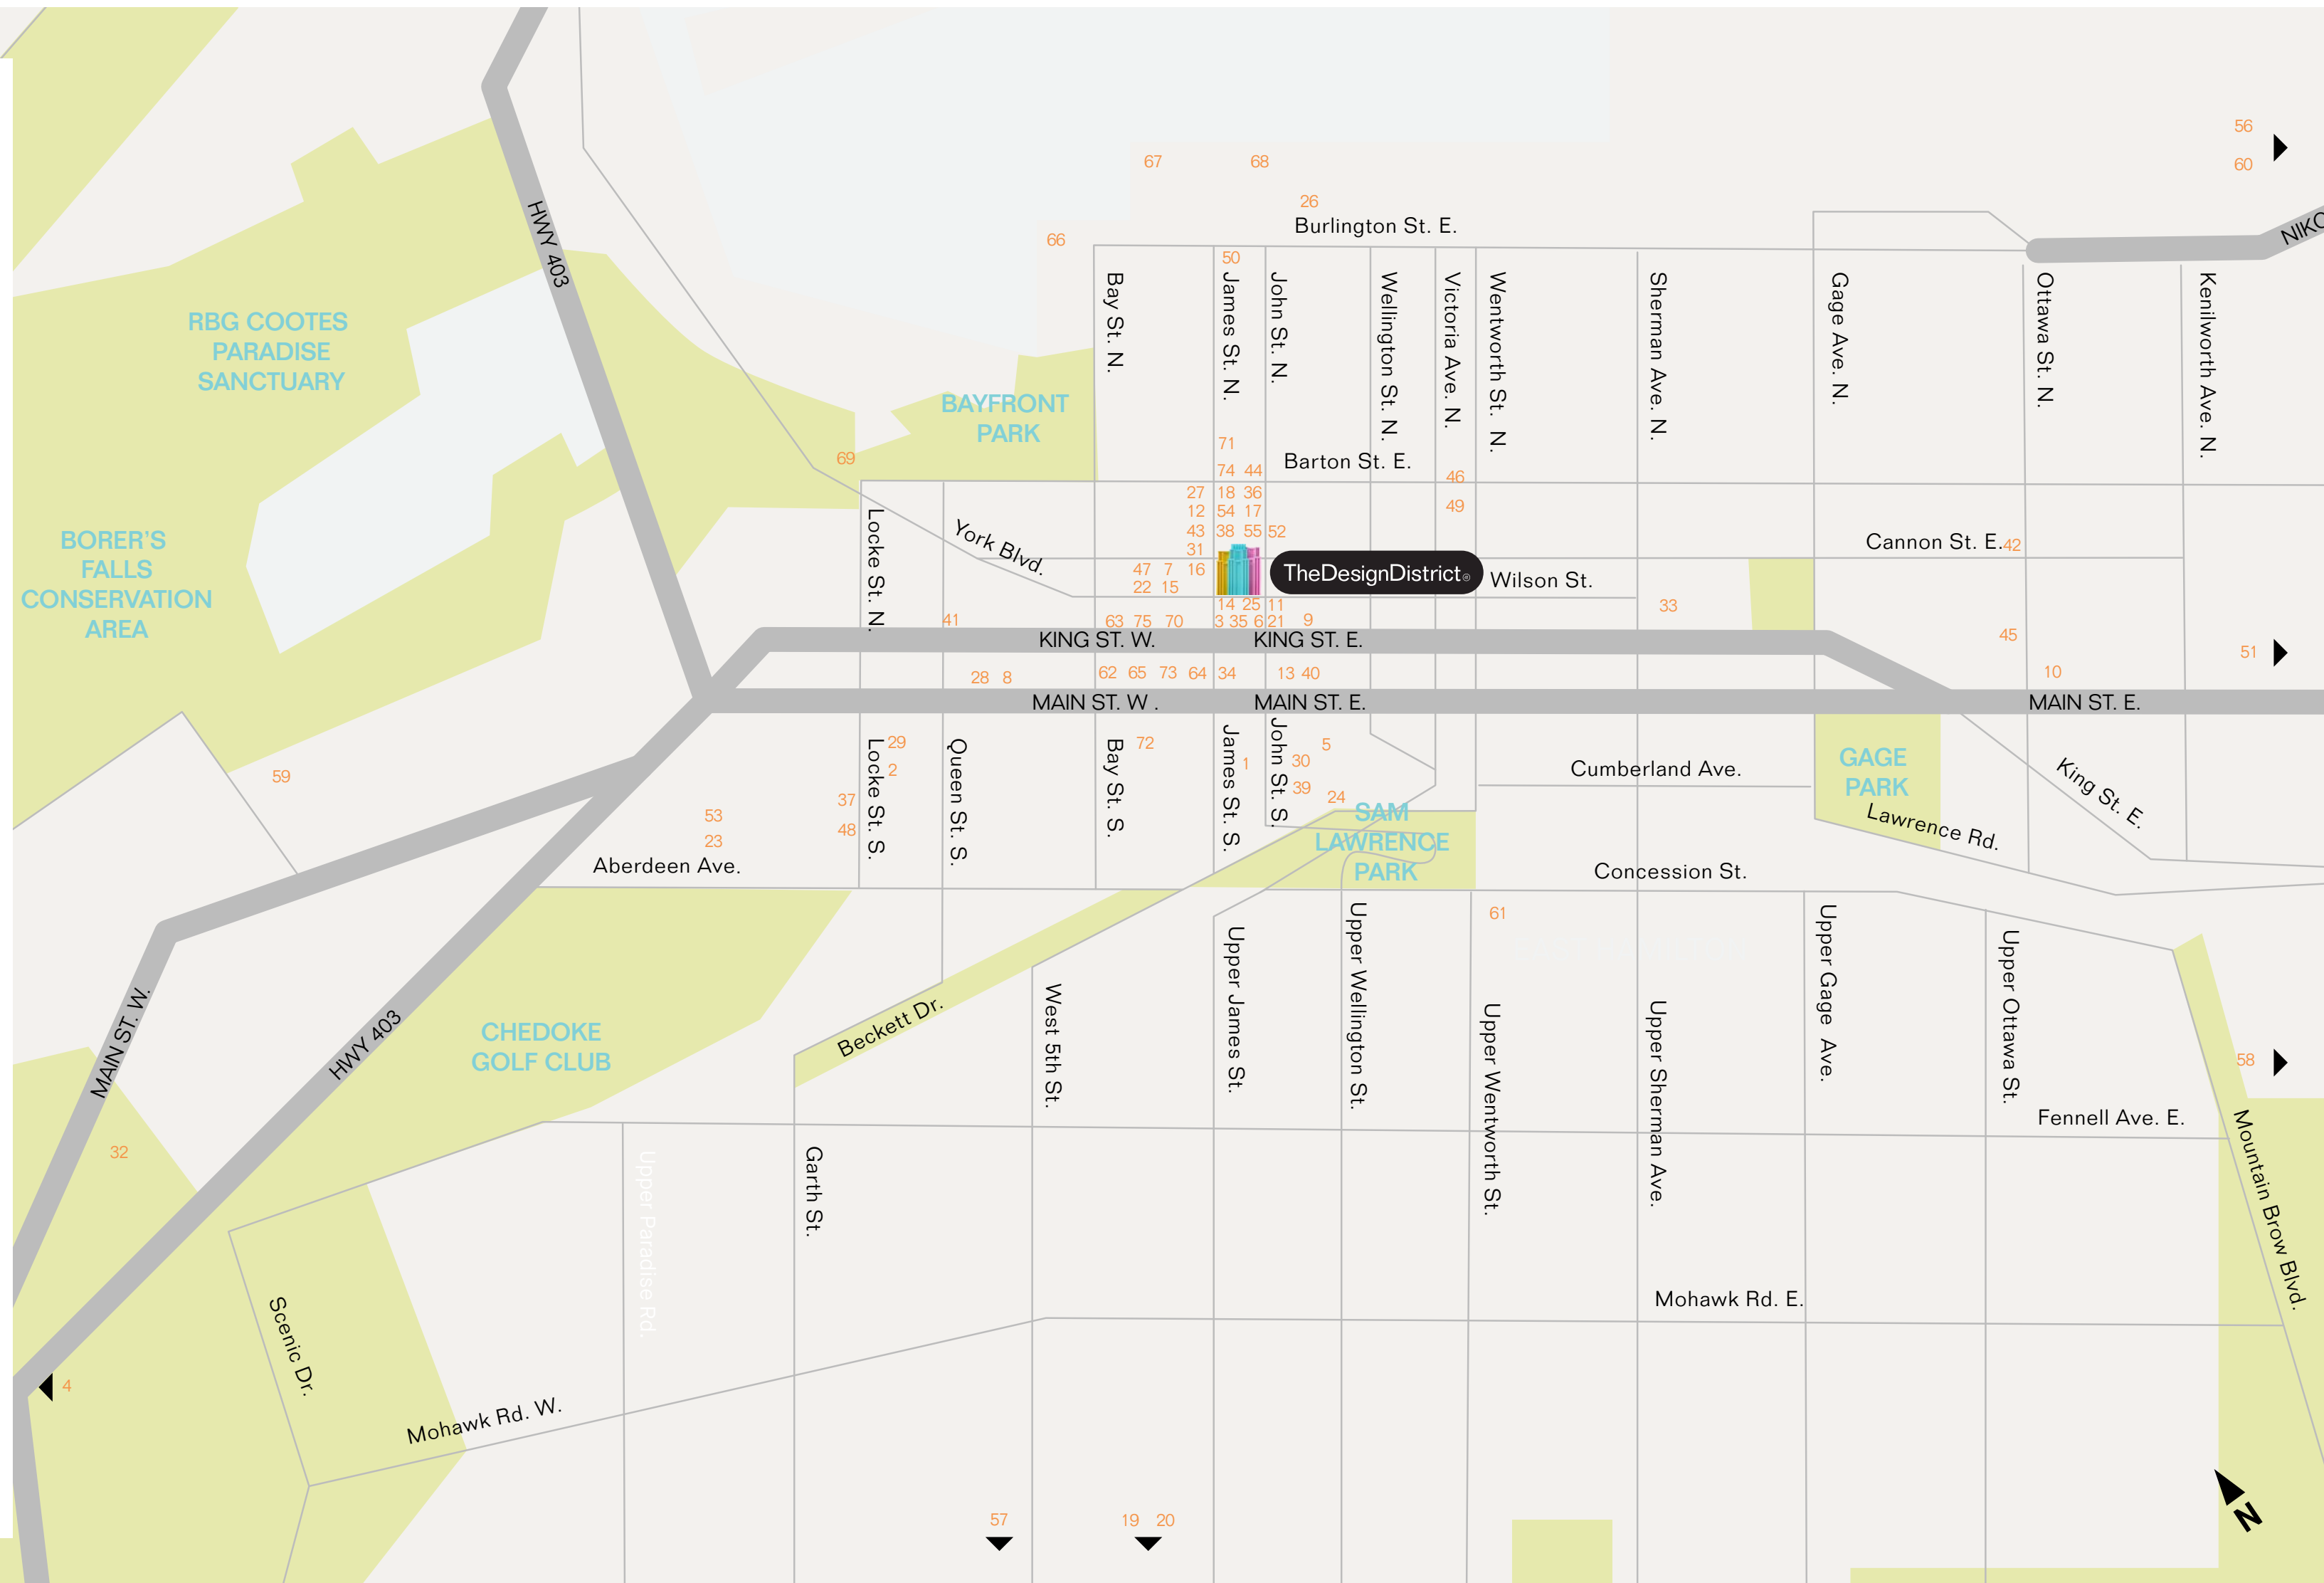 56
67
68
60
26
HWY 403
NIKO
Burlington St. E.
66
50
Bay St. N.
James St. N.
John St. N.
Wellington St. N.
Victoria Ave. N.
Wentworth St. N.
Sherman Ave. N.
Gage Ave. N.
Ottawa St. N.
Kenilworth Ave. N.
RBG COOTES
PARADISE
SANCTUARY
BAYFRONT
PARK
71
69
Barton St. E.
74 44
46
27 18 36
49
12 54 17
Locke St. N.
York Blvd.
43 38 55 52
BORER'S
FALLS
CONSERVATION
AREA
31
Cannon St. E.
42
47 7 16
TheDesignDistrict®
Wilson St.
22 15
14 25 11
33
41
63 75 70 3 35 6 21 9
45
KING ST. W.
KING ST. E.
51
28 8
62 65 73 64 34 13 40
10
MAIN ST. W .
MAIN ST. E.
MAIN ST. E.
Locke St. S.
29
Queen St. S.
Bay St. S.
72
James St. S.
John St. S.
5
1
30
2
59
39
24
37
53
48
23
Cumberland Ave.
GAGE
PARK
King St. E.
Lawrence Rd.
SAM
LAWRENCE
PARK
Aberdeen Ave.
Concession St.
61
MAIN ST. W.
HWY 403
CHEDOKE
GOLF CLUB
Beckett Dr.
West 5th St.
Upper James St.
Upper Wellington St.
Upper Wentworth St.
Upper Sherman Ave.
Upper Gage Ave.
Upper Ottawa St.
58
Fennell Ave. E.
Mountain Brow Blvd.
32
Upper Paradise Rd.
Garth St.
Scenic Dr.
Mohawk Rd. E.
4
Mohawk Rd. W.
57
19 20
N